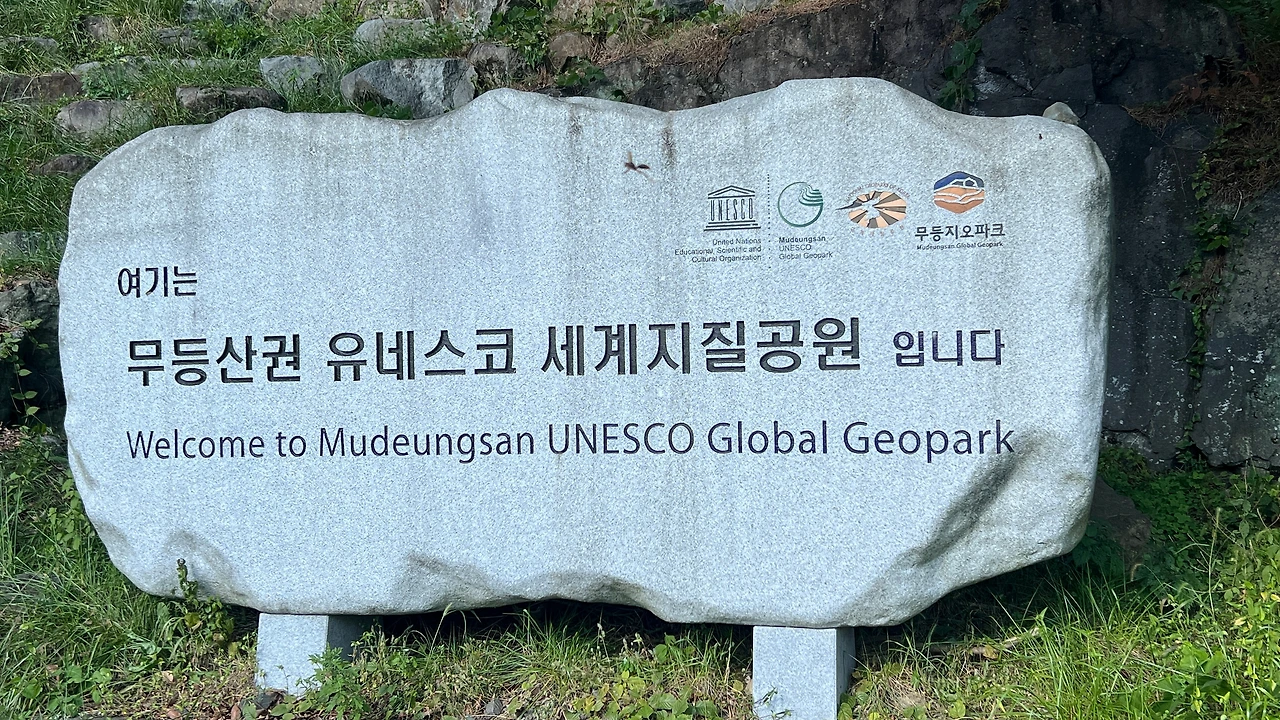 UNESCO
United Nations
Educational, Scientific and
Cultural Organization
Mudeungsan
UNESCO
Global Geopark
무등지오파크
Mudeungsan Global Geopark
여기는
무등산권 유네스코 세계지질공원 입니다
Welcome to Mudeungsan UNESCO Global Geopark